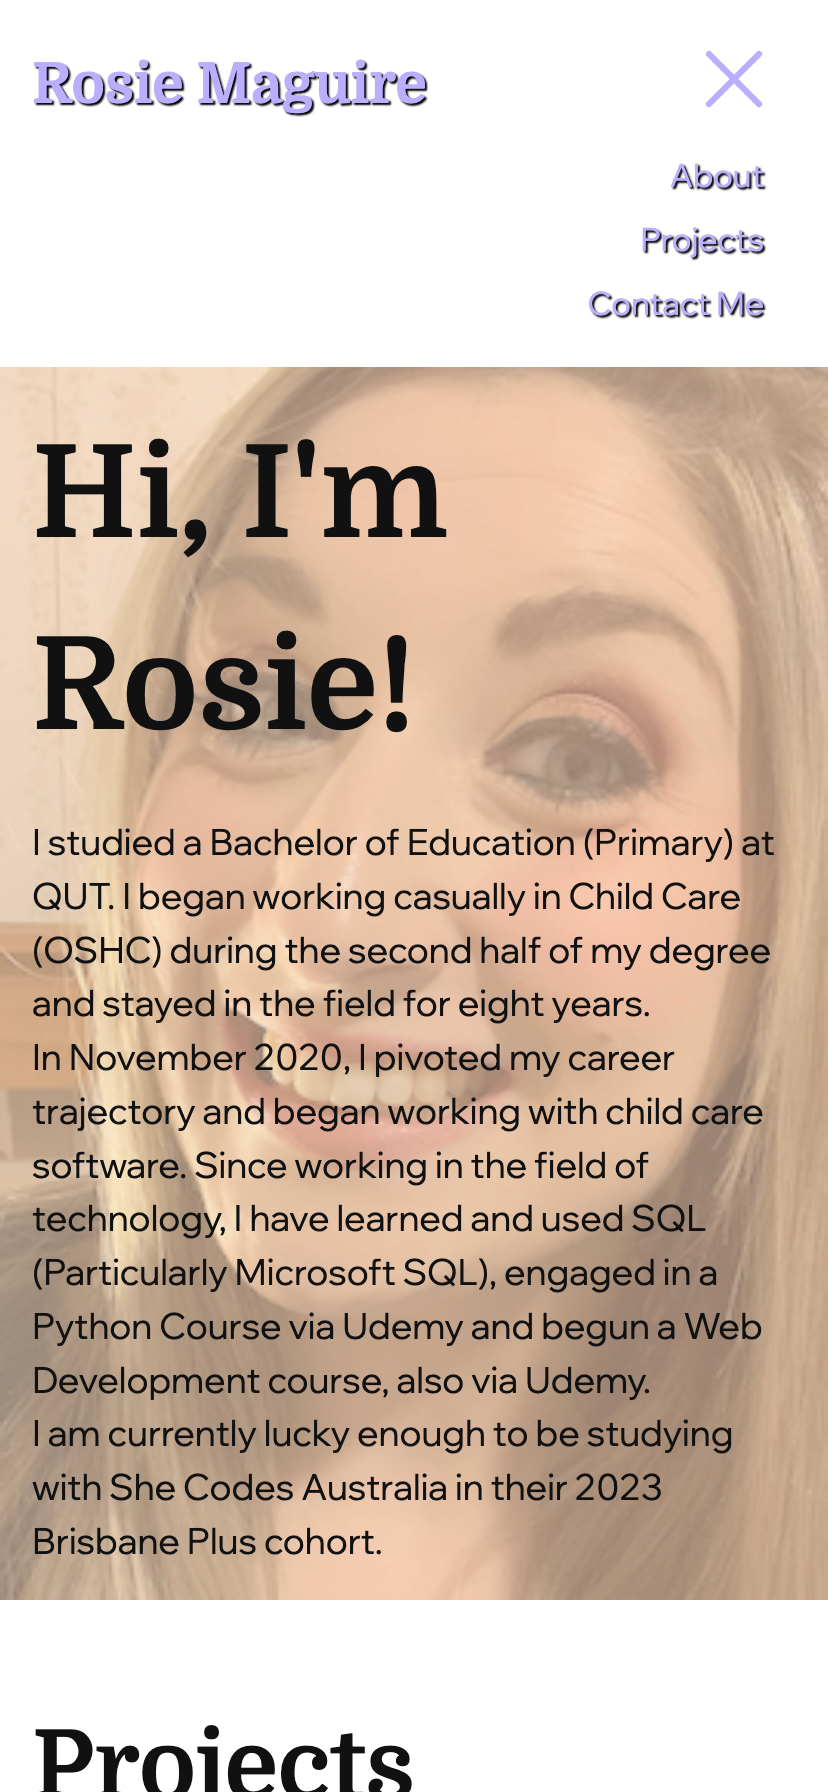 Rosie Maguire
About
Projects
Contact Me
Hi, I'm
Rosie!
I studied a Bachelor of Education (Primary) at
QUT. I began working casually in Child Care
(OSHC) during the second half of my degree
and stayed in the field for eight years.
In November 2020, I pivoted my career
trajectory and began working with child care
software. Since working in the field of
technology, I have learned and used SQL
(Particularly Microsoft SQL), engaged in a
Python Course via Udemy and begun a Web
Development course, also via Udemy.
I am currently lucky enough to be studying
with She Codes Australia in their 2023
Brisbane Plus cohort.
Projects